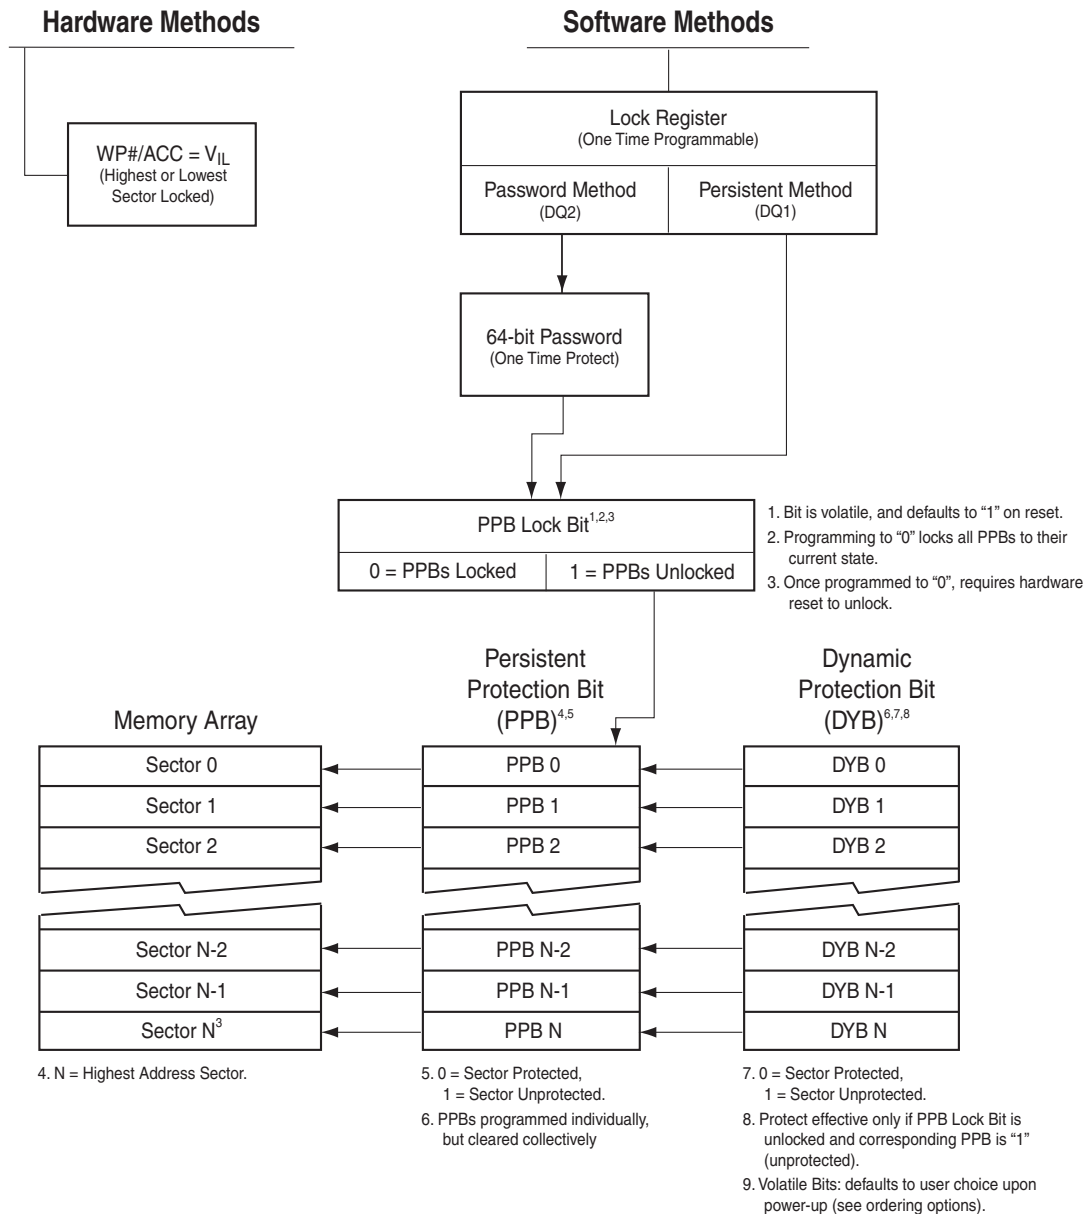 Hardware Methods
Software Methods
WP#/ACC = VIL
(Highest or Lowest
Sector Locked)
Lock Register
(One Time Programmable)
Password Method
(DQ2)
Persistent Method
(DQ1)
64-bit Password
(One Time Protect)
PPB Lock Bit1,2,3
0 = PPBs Locked
1 = PPBs Unlocked
1. Bit is volatile, and defaults to “1” on reset.
2. Programming to “0” locks all PPBs to their
current state.
3. Once programmed to “0”, requires hardware
reset to unlock.
Memory Array
Persistent
Protection Bit
(PPB)4,5
Dynamic
Protection Bit
(DYB)6,7,8
Sector 0
PPB 0
DYB 0
Sector 1
PPB 1
DYB 1
Sector 2
PPB 2
DYB 2
Sector N-2
PPB N-2
DYB N-2
Sector N-1
PPB N-1
DYB N-1
Sector N3
PPB N
DYB N
4. N = Highest Address Sector.
5. 0 = Sector Protected,
1 = Sector Unprotected.
6. PPBs programmed individually,
but cleared collectively
7. 0 = Sector Protected,
1 = Sector Unprotected.
8. Protect effective only if PPB Lock Bit is
unlocked and corresponding PPB is “1”
(unprotected).
9. Volatile Bits: defaults to user choice upon
power-up (see ordering options).